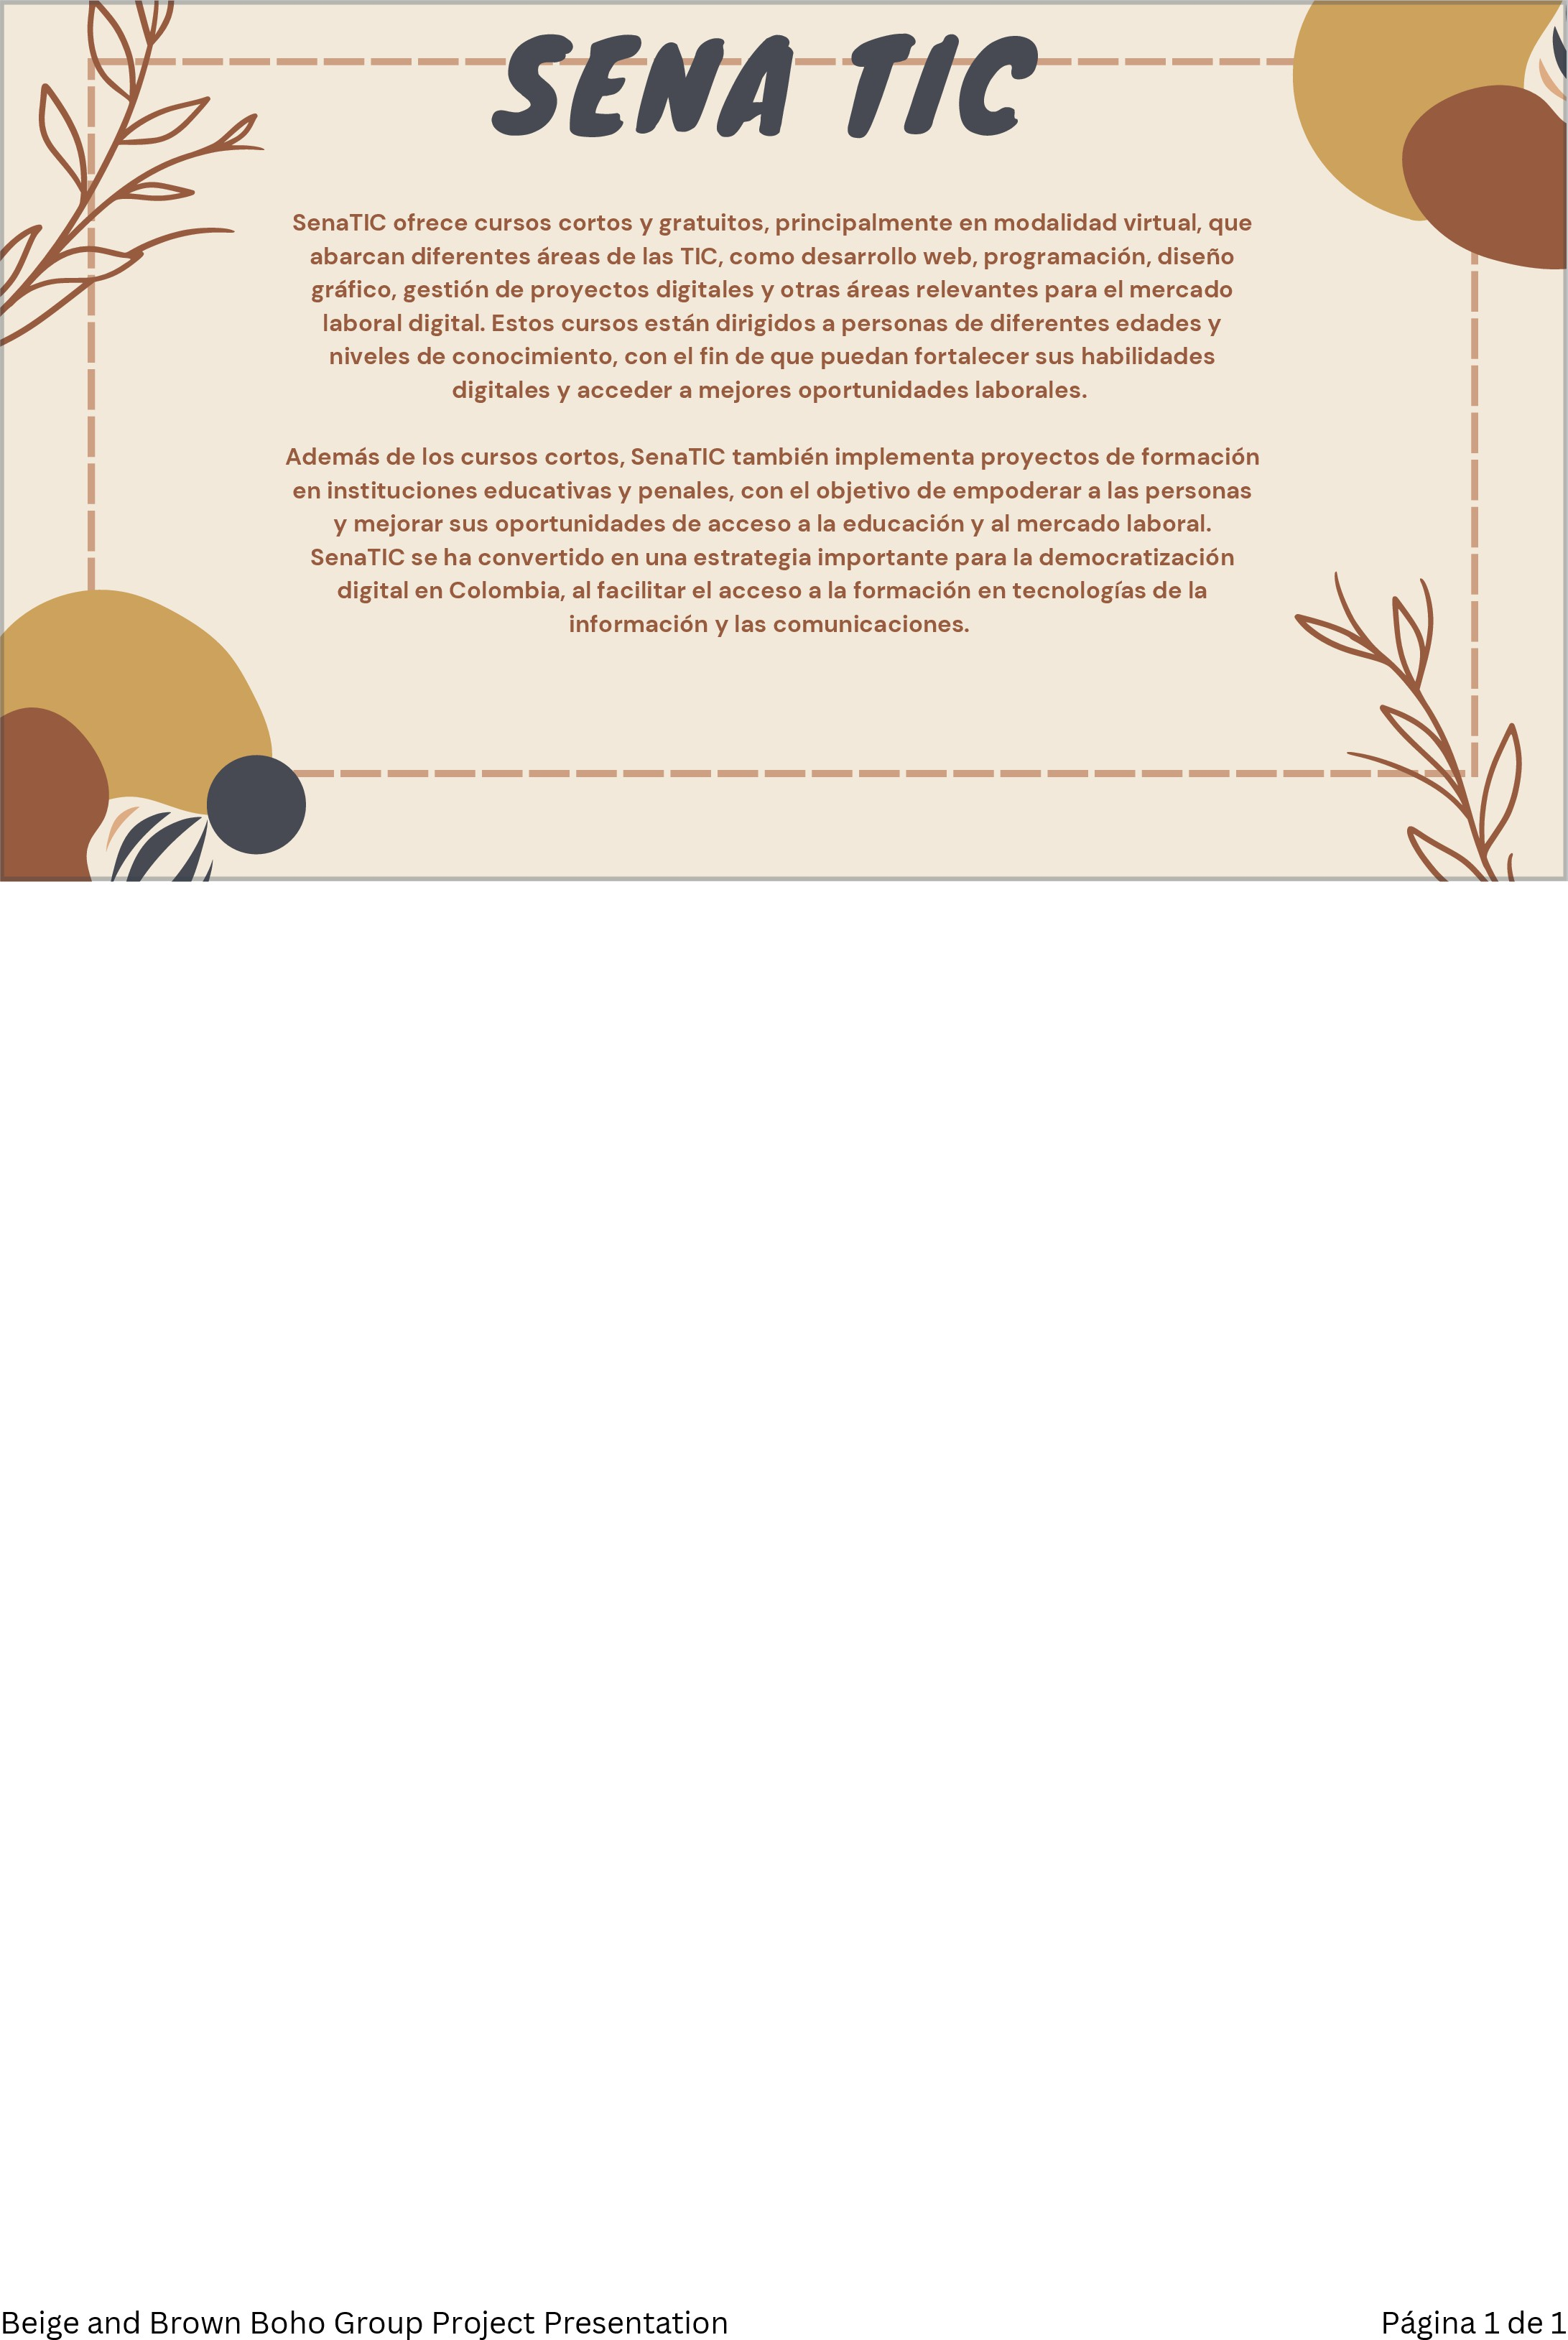 SENA TIC
SenaTIC ofrece cursos cortos y gratuitos, principalmente en modalidad virtual, que
abarcan diferentes áreas de las TIC, como desarrollo web, programación, diseño
gráfico, gestión de proyectos digitales y otras áreas relevantes para el mercado
laboral digital. Estos cursos están dirigidos a personas de diferentes edades y
niveles de conocimiento, con el fin de que puedan fortalecer sus habilidades
digitales y acceder a mejores oportunidades laborales.
Además de los cursos cortos, SenaTIC también implementa proyectos de formación
en instituciones educativas y penales, con el objetivo de empoderar a las personas
y mejorar sus oportunidades de acceso a la educación y al mercado laboral.
SenaTIC se ha convertido en una estrategia importante para la democratización
digital en Colombia, al facilitar el acceso a la formación en tecnologías de la
información y las comunicaciones.
Beige and Brown Boho Group Project Presentation
Página 1 de 1